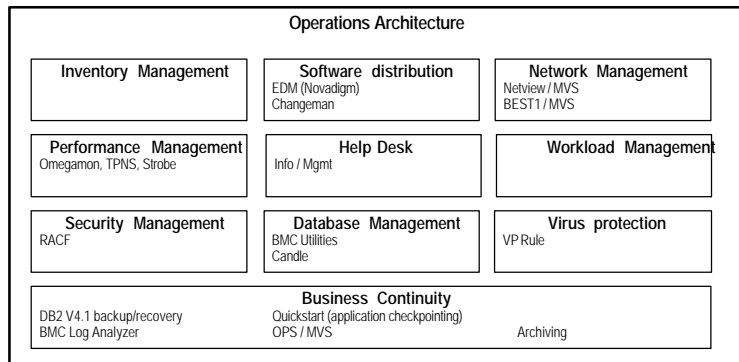 Operations Architecture
Inventory Management
Software distribution
EDM (Novadigm)
Changeman
Network Management
Netview / MVS
BEST1 / MVS
Performance Management
Omegamon, TPNS, Strobe
Help Desk
Info / Mgmt
Workload Management
Security Management
RACF
Database Management
BMC Utilities
Candle
Virus protection
VP Rule
Business Continuity
DB2 V4.1 backup/recovery
Quickstart (application checkpointing)
BMC Log Analyzer
OPS / MVS
Archiving